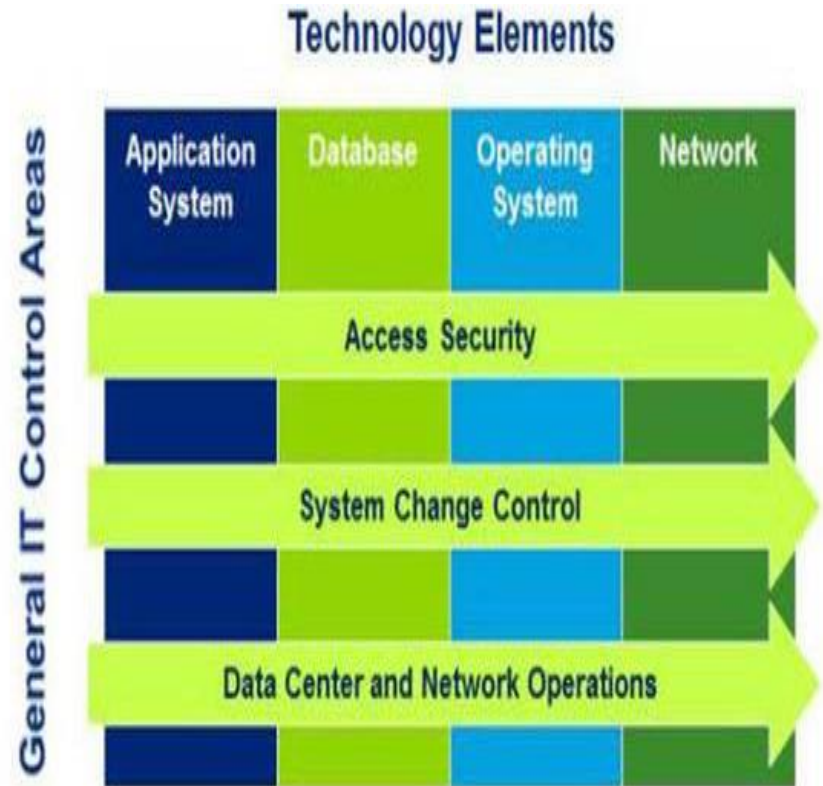 Technology Elements
General IT Control Areas
Application
System
Database
Operating
System
Network
Access Security
System Change Control
Data Center and Network Operations